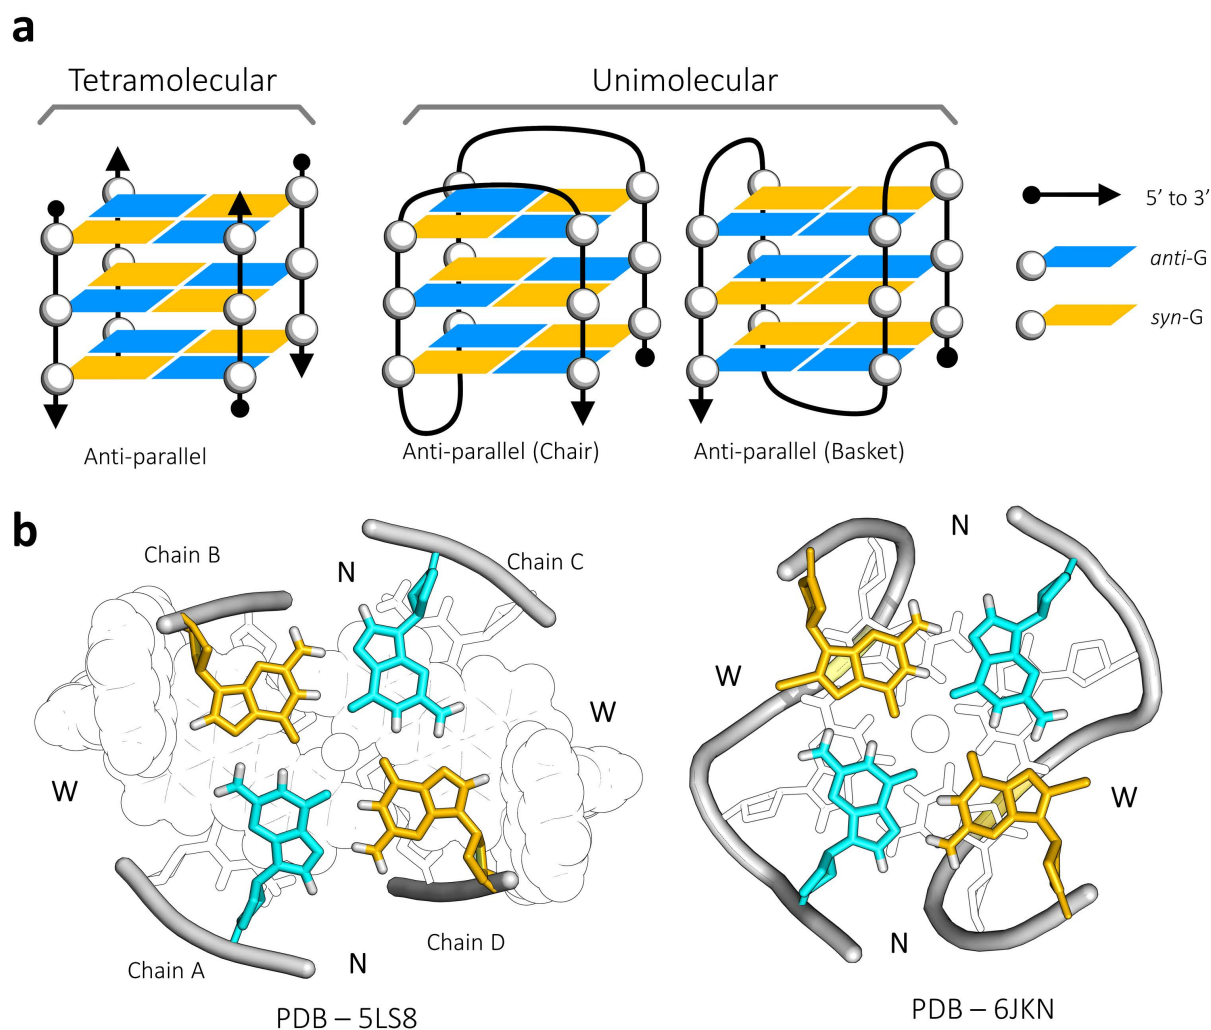 a
Tetramolecular
Unimolecular
5’ to 3’
anti-G
syn-G
Anti-parallel
Anti-parallel (Chair)
Anti-parallel (Basket)
b
Chain B
N
Chain C
W
W
Chain A
N
Chain D
PDB – 5LS8
N
W
W
N
PDB – 6JKN